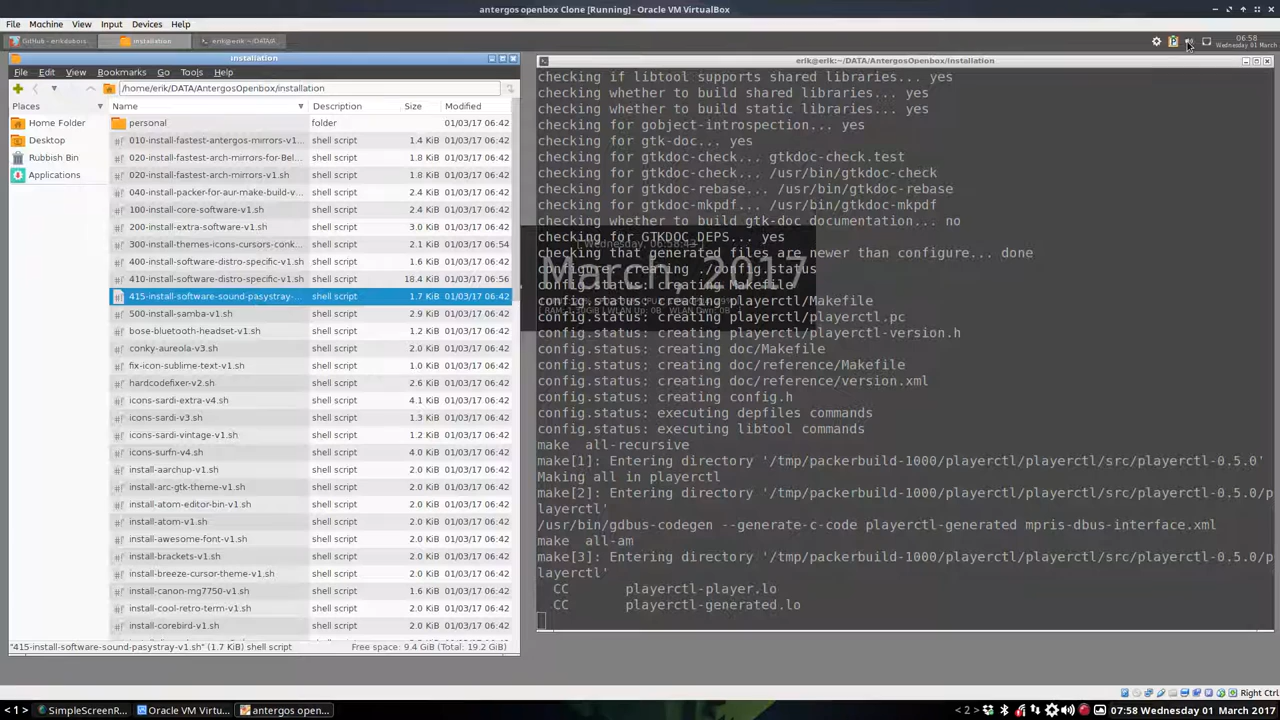 antergos openbox Clone [Running] - Oracle VM VirtualBox
File Machine View Input Devices Help
GitHub - erikdubois
installation
erik@erik:~/DATA/A
06:58
Wednesday 01 March
installation
File Edit View Bookmarks Go Tools Help
/home/erik/DATA/AntergosOpenbox/installation
Places
Home Folder
Desktop
Rubbish Bin
Applications
Name Description Size Modified
personal folder 01/03/17 06:42
010-install-fastest-antergos-mirrors-v1... shell script 1.4 KiB 01/03/17 06:42
020-install-fastest-arch-mirrors-for-Bel... shell script 1.8 KiB 01/03/17 06:42
020-install-fastest-arch-mirrors-v1.sh shell script 1.8 KiB 01/03/17 06:42
040-install-packer-for-aur-make-build-v... shell script 2.4 KiB 01/03/17 06:42
100-install-core-software-v1.sh shell script 2.4 KiB 01/03/17 06:42
200-install-extra-software-v1.sh shell script 3.0 KiB 01/03/17 06:42
300-install-themes-icons-cursors-conk... shell script 2.1 KiB 01/03/17 06:54
400-install-software-distro-specific-v1.sh shell script 1.6 KiB 01/03/17 06:42
410-install-software-distro-specific-v1.sh shell script 18.4 KiB 01/03/17 06:56
415-install-software-sound-pasystray-... shell script 1.7 KiB 01/03/17 06:42
500-install-samba-v1.sh shell script 2.9 KiB 01/03/17 06:42
bose-bluetooth-headset-v1.sh shell script 2.1 KiB 01/03/17 06:42
conky-aureola-v3.sh shell script 2.0 KiB 01/03/17 06:42
fix-icon-sublime-text-v1.sh shell script 1.0 KiB 01/03/17 06:42
hardcodefixer-v2.sh shell script 2.6 KiB 01/03/17 06:42
icons-sardi-extra-v4.sh shell script 4.1 KiB 01/03/17 06:42
icons-sardi-v3.sh shell script 1.3 KiB 01/03/17 06:42
icons-sardi-vintage-v1.sh shell script 2.1 KiB 01/03/17 06:42
icons-surfn-v4.sh shell script 4.0 KiB 01/03/17 06:42
install-aarchup-v1.sh shell script 2.1 KiB 01/03/17 06:42
install-arc-gtk-theme-v1.sh shell script 2.1 KiB 01/03/17 06:42
install-atom-editor-bin-v1.sh shell script 2.1 KiB 01/03/17 06:42
install-atom-v1.sh shell script 2.0 KiB 01/03/17 06:42
install-awesome-font-v1.sh shell script 2.0 KiB 01/03/17 06:42
install-brackets-v1.sh shell script 2.0 KiB 01/03/17 06:42
install-breeze-cursor-theme-v1.sh shell script 2.0 KiB 01/03/17 06:42
install-canon-mg7750-v1.sh shell script 1.6 KiB 01/03/17 06:42
install-cool-retro-term-v1.sh shell script 2.0 KiB 01/03/17 06:42
install-corebird-v1.sh shell script 2.0 KiB 01/03/17 06:42
"415-install-software-sound-pasystray-v1.sh" (1.7 KiB) shell script Free space: 9.4 GiB (Total: 19.2 GiB)
erik@erik:~/DATA/AntergosOpenbox/installation
checking if libtool supports shared libraries... yes
checking whether to build shared libraries... yes
checking whether to build static libraries... yes
checking for gobject-introspection... yes
checking for gtk-doc... yes
checking for gtkdoc-check... gtkdoc-check.test
checking for gtkdoc-check... /usr/bin/gtkdoc-check
checking for gtkdoc-rebase... /usr/bin/gtkdoc-rebase
checking for gtkdoc-mkpdf... /usr/bin/gtkdoc-mkpdf
checking whether to build gtk-doc documentation... no
checking for GTKDOC_DEPS... yes
checking that generated files are newer than configure... done
configure: creating ./config.status
config.status: creating Makefile
config.status: creating playerctl/Makefile
config.status: creating playerctl/playerctl.pc
config.status: creating playerctl/playerctl-version.h
config.status: creating doc/Makefile
config.status: creating doc/reference/Makefile
config.status: creating doc/reference/version.xml
config.status: creating config.h
config.status: executing depfiles commands
config.status: executing libtool commands
make  all-recursive
make[1]: Entering directory '/tmp/packerbuild-1000/playerctl/playerctl/src/playerctl-0.5.0'
Making all in playerctl
make[2]: Entering directory '/tmp/packerbuild-1000/playerctl/playerctl/src/playerctl-0.5.0/p
layerctl'
/usr/bin/gdbus-codegen --generate-c-code playerctl-generated mpris-dbus-interface.xml
make  all-am
make[3]: Entering directory '/tmp/packerbuild-1000/playerctl/playerctl/src/playerctl-0.5.0/p
layerctl'
CC playerctl-player.lo
CC playerctl-generated.lo
[ Wednesday, 06:58:43 ]
March, 2017
Right Ctrl
< 1 >
SimpleScreenR...
Oracle VM Virtu...
antergos open...
< 2 >
07:58 Wednesday 01 March 2017